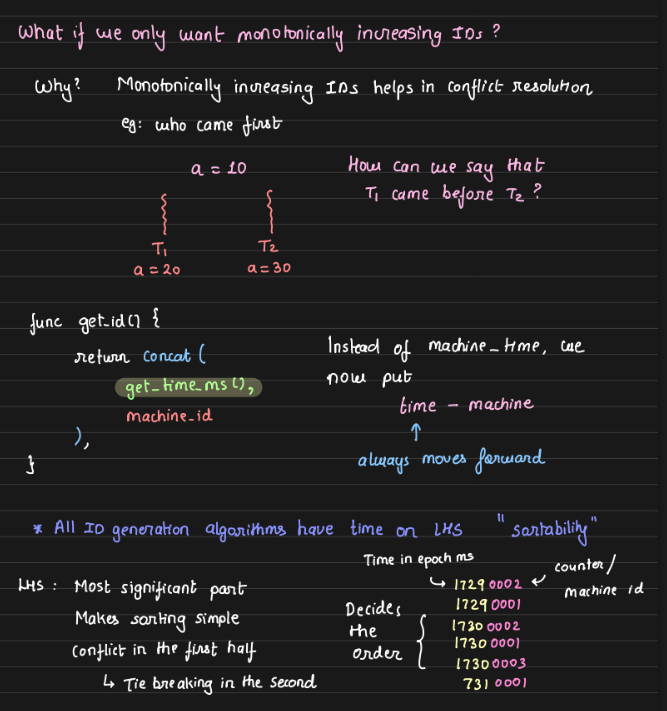 What if we only want monotonically increasing IDs ?
Why? Monotonically increasing IDs helps in conflict resolution
eg: who came first
a = 10
How can we say that
T1 came before T2 ?
T1
T2
a = 20
a = 30
func get_id() {
return concat (
get_time_ms(),
machine_id
),
}
Instead of machine_time, we
now put
time - machine
↑
always moves forward
* All ID generation algorithms have time on LHS "sortability"
Time in epoch ms
counter /
machine id
LHS : Most significant part
Makes sorting simple
Conflict in the first half
↳ Tie breaking in the second
Decides
the
order
1729 0002
1729 0001
1730 0002
1730 0001
1730 0003
731 0001